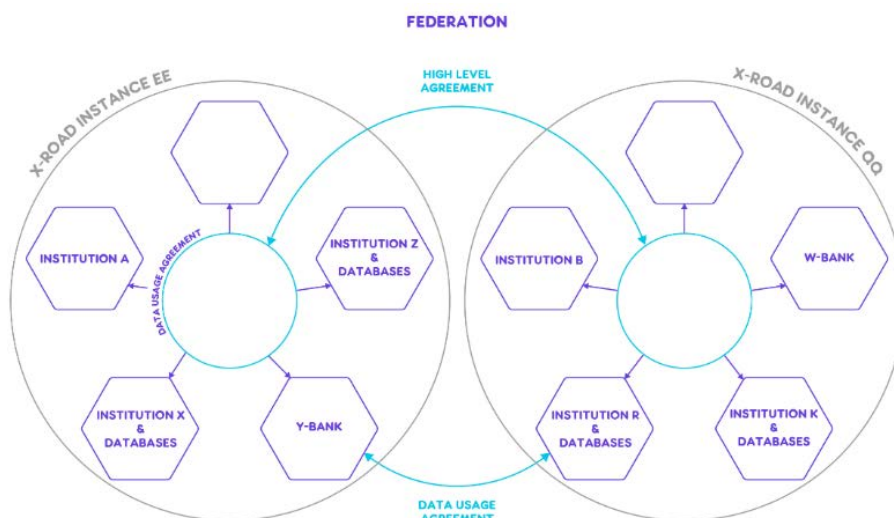 FEDERATION
X-ROAD INSTANCE EE
HIGH LEVEL
AGREEMENT
X-ROAD INSTANCE QQ
INSTITUTION A
DATA USAGE AGREEMENT
INSTITUTION Z
&
DATABASES
INSTITUTION B
W-BANK
INSTITUTION X
&
DATABASES
Y-BANK
INSTITUTION R
&
DATABASES
INSTITUTION K
&
DATABASES
DATA USAGE
AGREEMENT